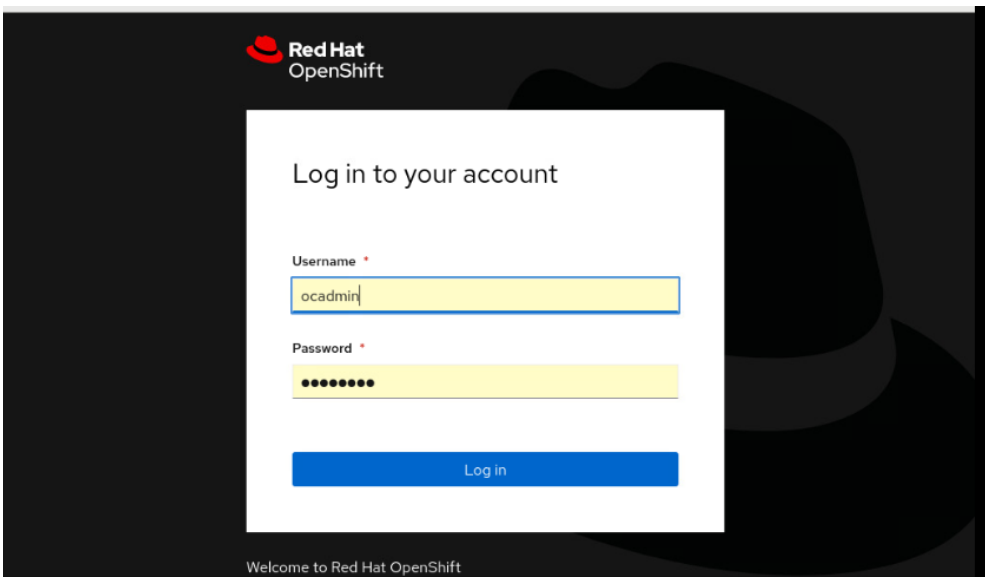 Red Hat
OpenShift
Log in to your account
Username *
ocadmin
Password *
••••••••
Log in
Welcome to Red Hat OpenShift